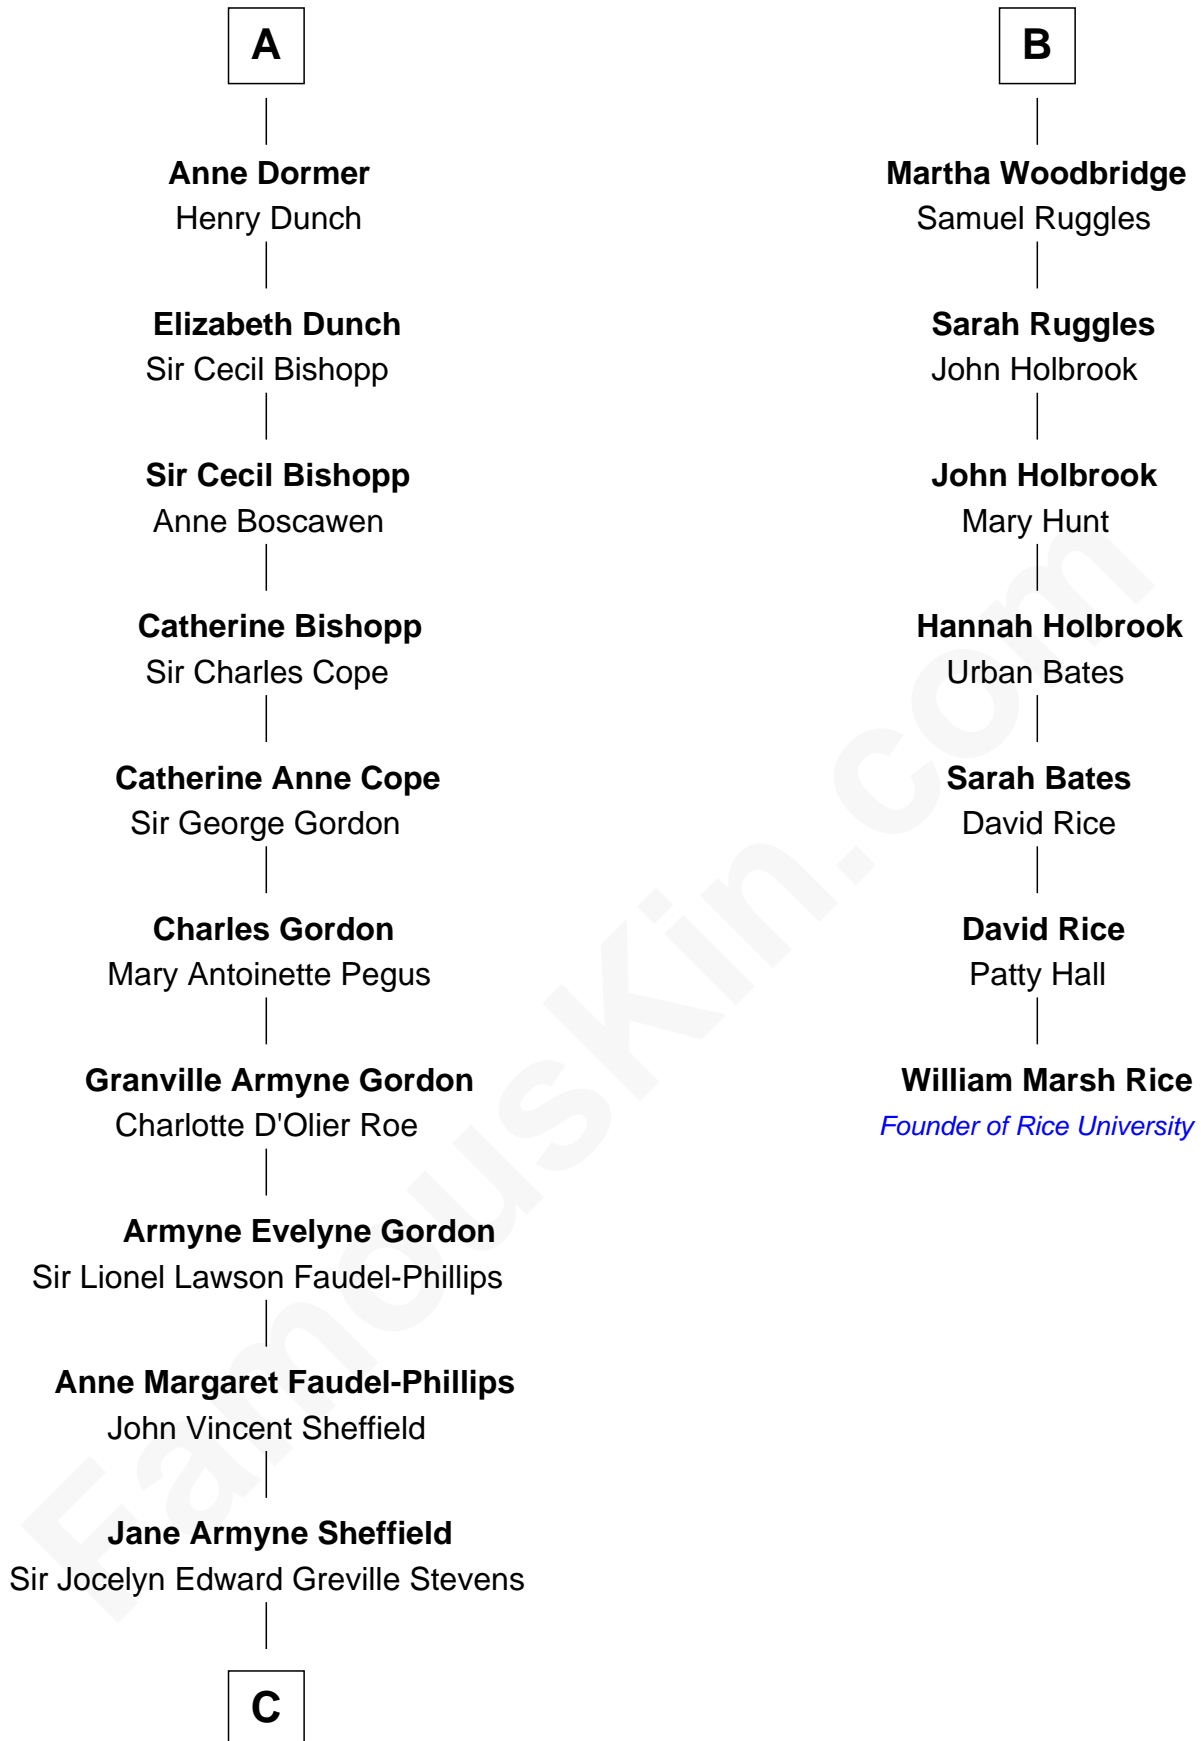 A
Anne Dormer
Henry Dunch
Elizabeth Dunch
Sir Cecil Bishopp
Sir Cecil Bishopp
Anne Boscawen
Catherine Bishopp
Sir Charles Cope
Catherine Anne Cope
Sir George Gordon
Charles Gordon
Mary Antoinette Pegus
Granville Armyne Gordon
Charlotte D'Olier Roe
Armyne Evelyne Gordon
Sir Lionel Lawson Faudel-Phillips
Anne Margaret Faudel-Phillips
John Vincent Sheffield
Jane Armyne Sheffield
Sir Jocelyn Edward Greville Stevens
C
B
Martha Woodbridge
Samuel Ruggles
Sarah Ruggles
John Holbrook
John Holbrook
Mary Hunt
Hannah Holbrook
Urban Bates
Sarah Bates
David Rice
David Rice
Patty Hall
William Marsh Rice
Founder of Rice University
FamousKin.com